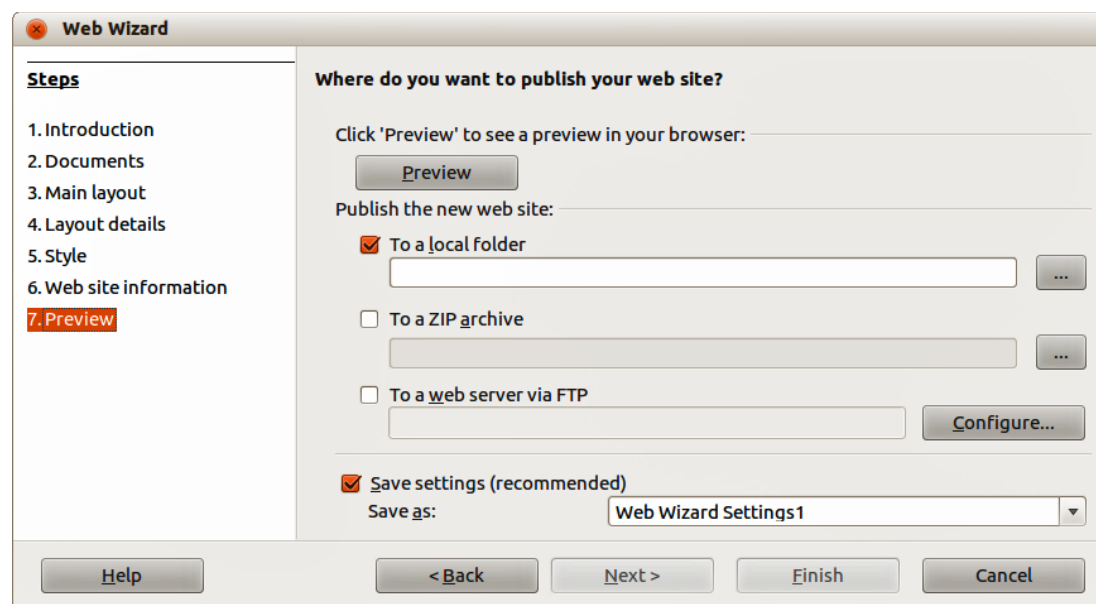 Web Wizard
Steps
1. Introduction
2. Documents
3. Main layout
4. Layout details
5. Style
6. Web site information
7. Preview
Where do you want to publish your web site?
Click 'Preview' to see a preview in your browser:
Preview
Publish the new web site:
To a local folder
...
To a ZIP archive
...
To a web server via FTP
Configure...
Save settings (recommended)
Save as: Web Wizard Settings1
Help < Back Next > Finish Cancel